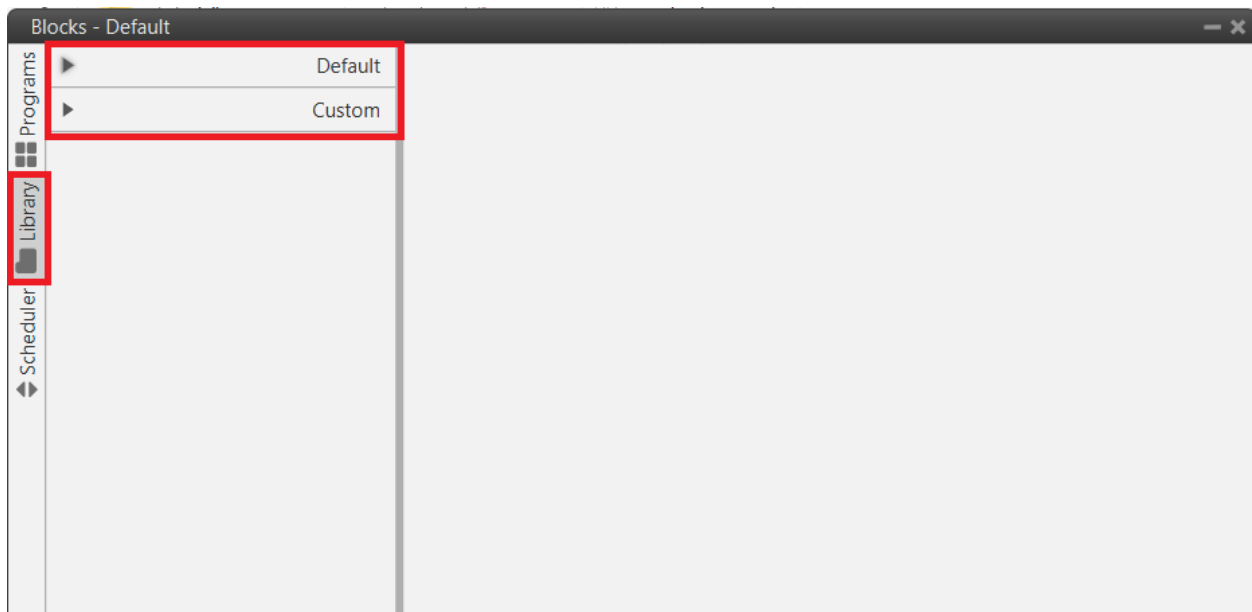 Blocks - Default
Programs
Library
Scheduler
Default
Custom